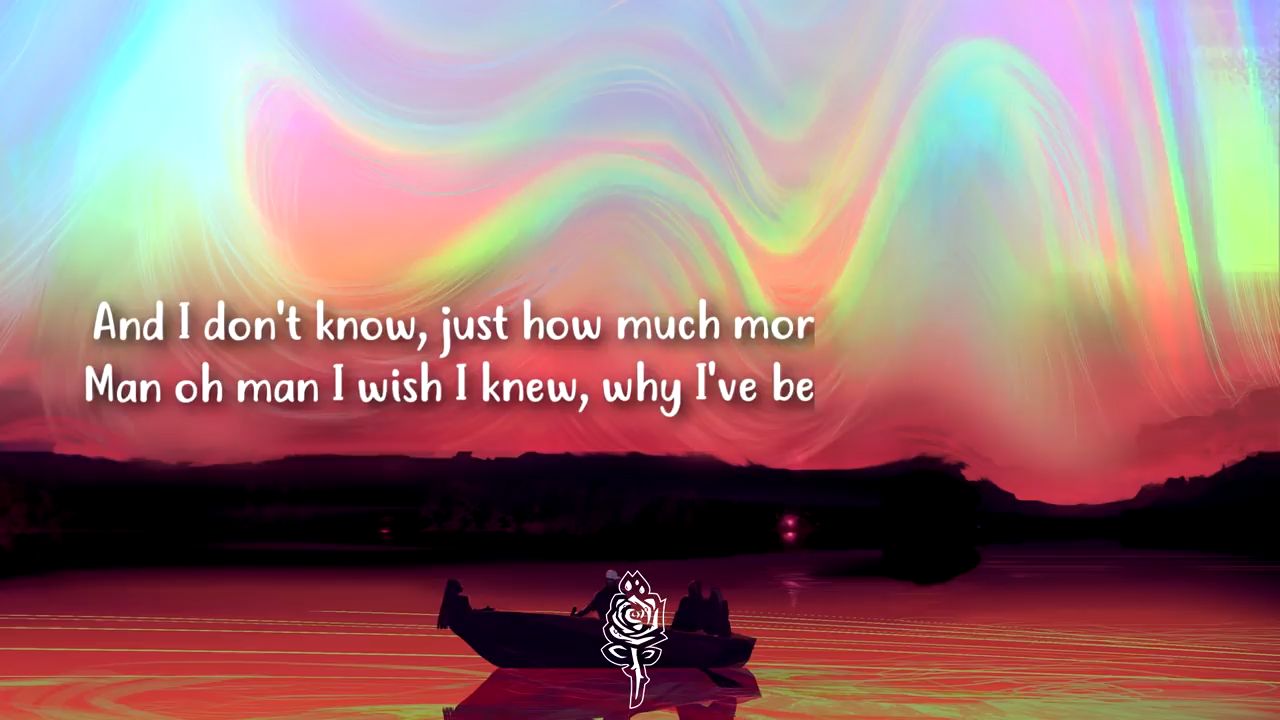 And I don't know, just how much mor
Man oh man I wish I knew, why I've be